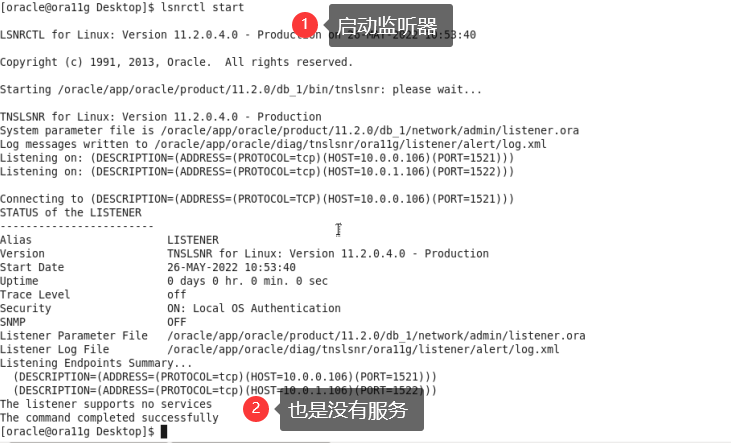 [oracle@ora11g Desktop]$ lsnrctl start
1 启动监听器
LSNRCTL for Linux: Version 11.2.0.4.0 - Production on 26-MAY-2022 10:53:40
Copyright (c) 1991, 2013, Oracle.  All rights reserved.
Starting /oracle/app/oracle/product/11.2.0/db_1/bin/tnslsnr: please wait...
TNSLSNR for Linux: Version 11.2.0.4.0 - Production
System parameter file is /oracle/app/oracle/product/11.2.0/db_1/network/admin/listener.ora
Log messages written to /oracle/app/oracle/diag/tnslsnr/ora11g/listener/alert/log.xml
Listening on: (DESCRIPTION=(ADDRESS=(PROTOCOL=tcp)(HOST=10.0.0.106)(PORT=1521)))
Listening on: (DESCRIPTION=(ADDRESS=(PROTOCOL=tcp)(HOST=10.0.1.106)(PORT=1522)))
Connecting to (DESCRIPTION=(ADDRESS=(PROTOCOL=TCP)(HOST=10.0.0.106)(PORT=1521)))
STATUS of the LISTENER
------------------------
Alias                     LISTENER
Version                   TNSLSNR for Linux: Version 11.2.0.4.0 - Production
Start Date                26-MAY-2022 10:53:40
Uptime                    0 days 0 hr. 0 min. 0 sec
Trace Level               off
Security                  ON: Local OS Authentication
SNMP                      OFF
Listener Parameter File   /oracle/app/oracle/product/11.2.0/db_1/network/admin/listener.ora
Listener Log File         /oracle/app/oracle/diag/tnslsnr/ora11g/listener/alert/log.xml
Listening Endpoints Summary...
  (DESCRIPTION=(ADDRESS=(PROTOCOL=tcp)(HOST=10.0.0.106)(PORT=1521)))
  (DESCRIPTION=(ADDRESS=(PROTOCOL=tcp)(HOST=10.0.1.106)(PORT=1522)))
The listener supports no services
2 也是没有服务
The command completed successfully
[oracle@ora11g Desktop]$